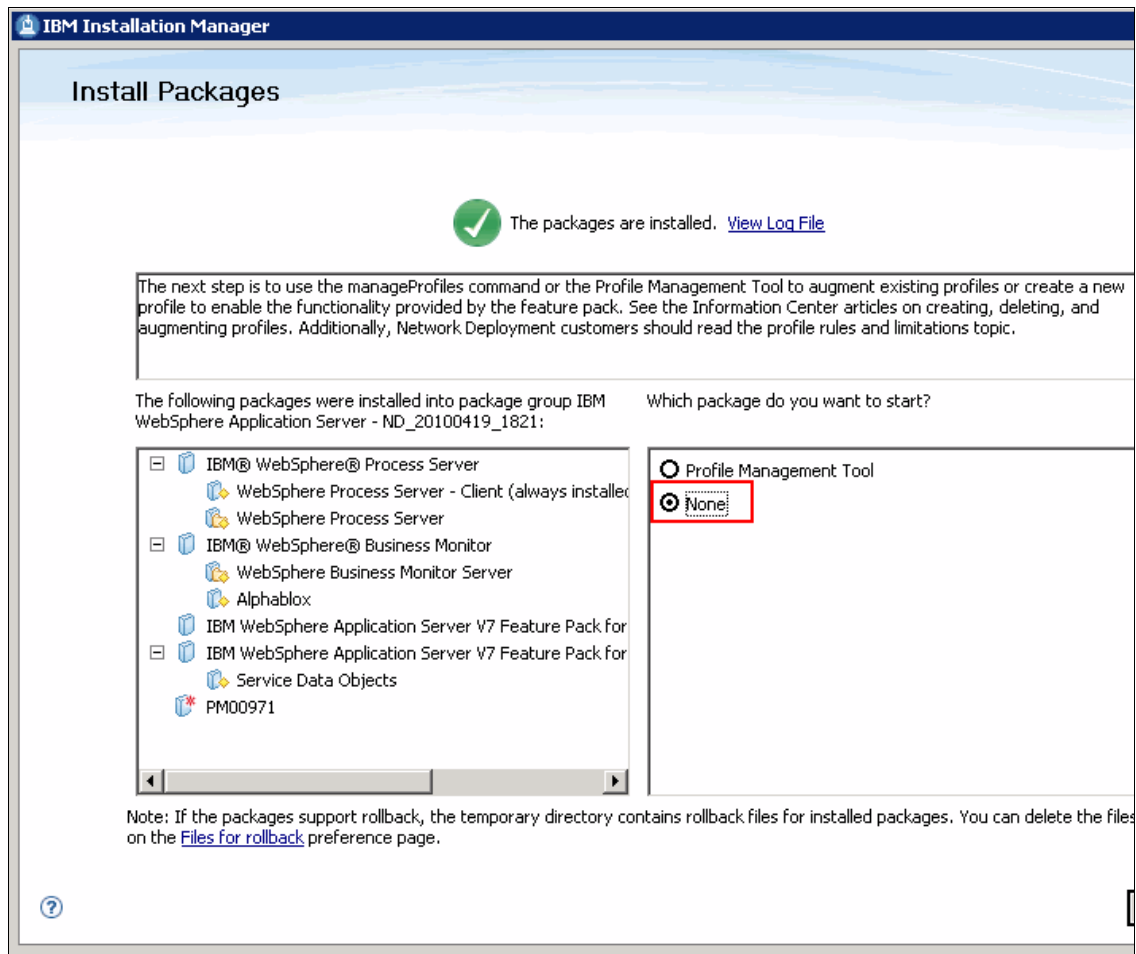 IBM Installation Manager
Install Packages
The packages are installed. View Log File
The next step is to use the manageProfiles command or the Profile Management Tool to augment existing profiles or create a new
profile to enable the functionality provided by the feature pack. See the Information Center articles on creating, deleting, and
augmenting profiles. Additionally, Network Deployment customers should read the profile rules and limitations topic.
The following packages were installed into package group IBM
WebSphere Application Server - ND_20100419_1821:
IBM® WebSphere® Process Server
WebSphere Process Server - Client (always installed
WebSphere Process Server
IBM® WebSphere® Business Monitor
WebSphere Business Monitor Server
Alphablox
IBM WebSphere Application Server V7 Feature Pack for
IBM WebSphere Application Server V7 Feature Pack for
Service Data Objects
PM00971
Which package do you want to start?
Profile Management Tool
None
Note: If the packages support rollback, the temporary directory contains rollback files for installed packages. You can delete the files
on the Files for rollback preference page.
?